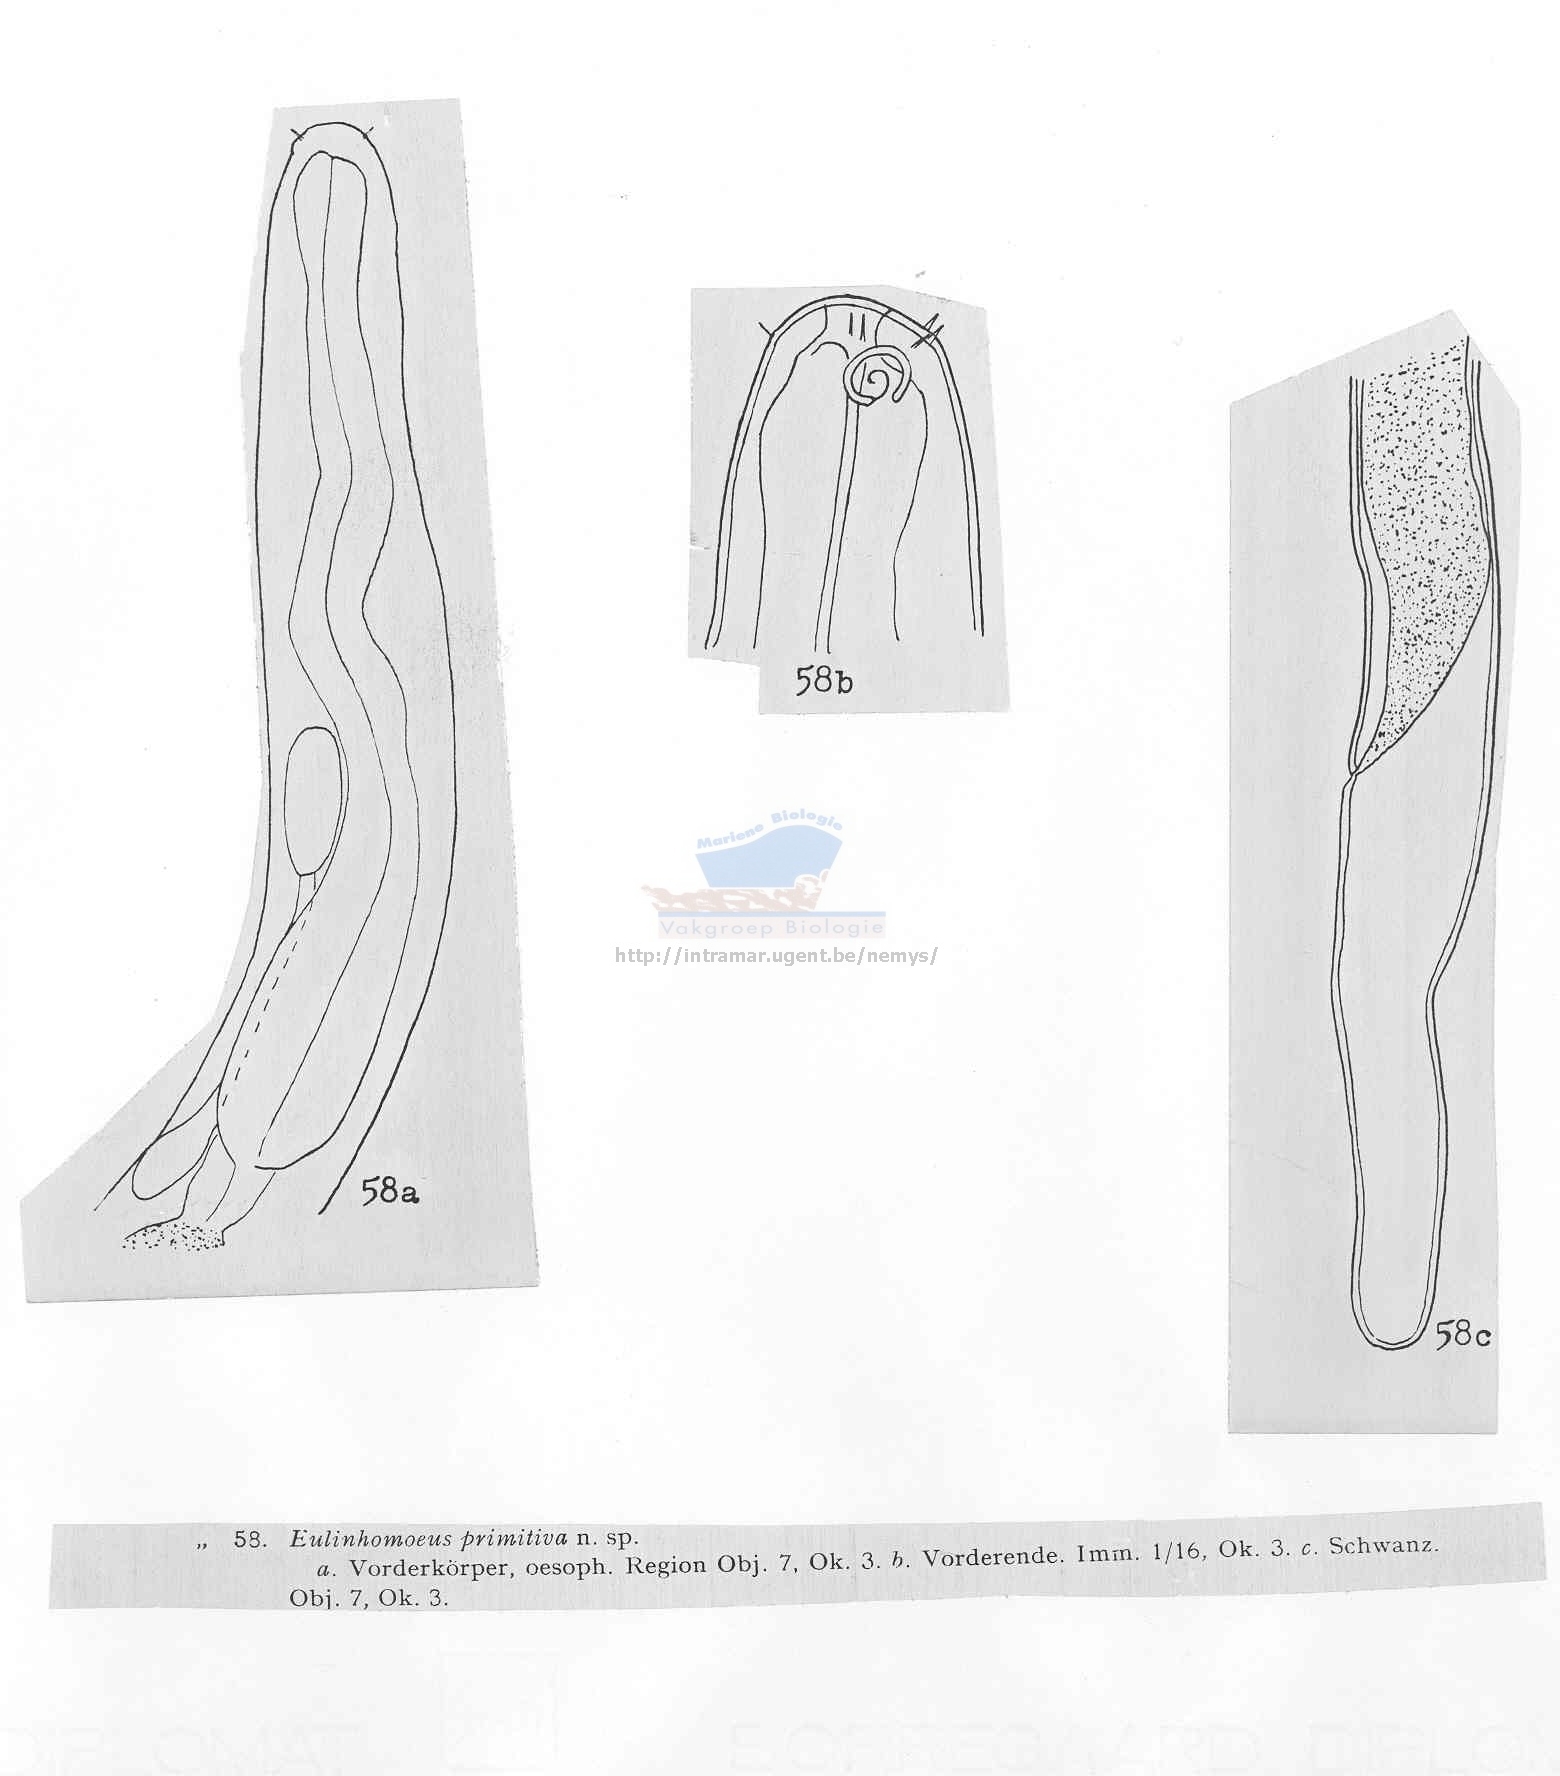 58b
Mariene Biologie
Vakgroep Biologie
http://intramar.ugent.be/nemys/
58a
58c
„ 58. Eulinhomoeus primitiva n. sp.
a. Vorderkörper, oesoph. Region Obj. 7, Ok. 3. b. Vorderende. Imm. 1/16, Ok. 3. c. Schwanz.
Obj. 7, Ok. 3.